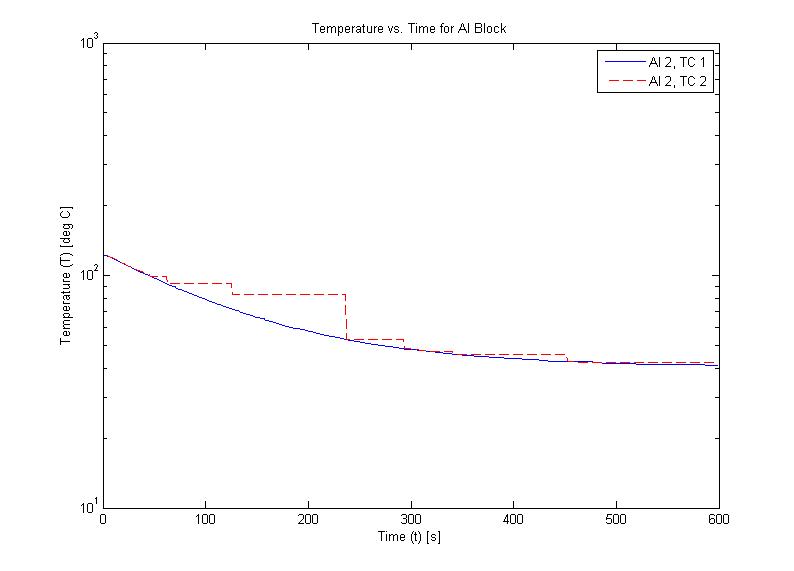 Temperature vs. Time for Al Block
10^3
10^2
10^1
Temperature (T) [deg C]
Al 2, TC 1
Al 2, TC 2
0 100 200 300 400 500 600
Time (t) [s]